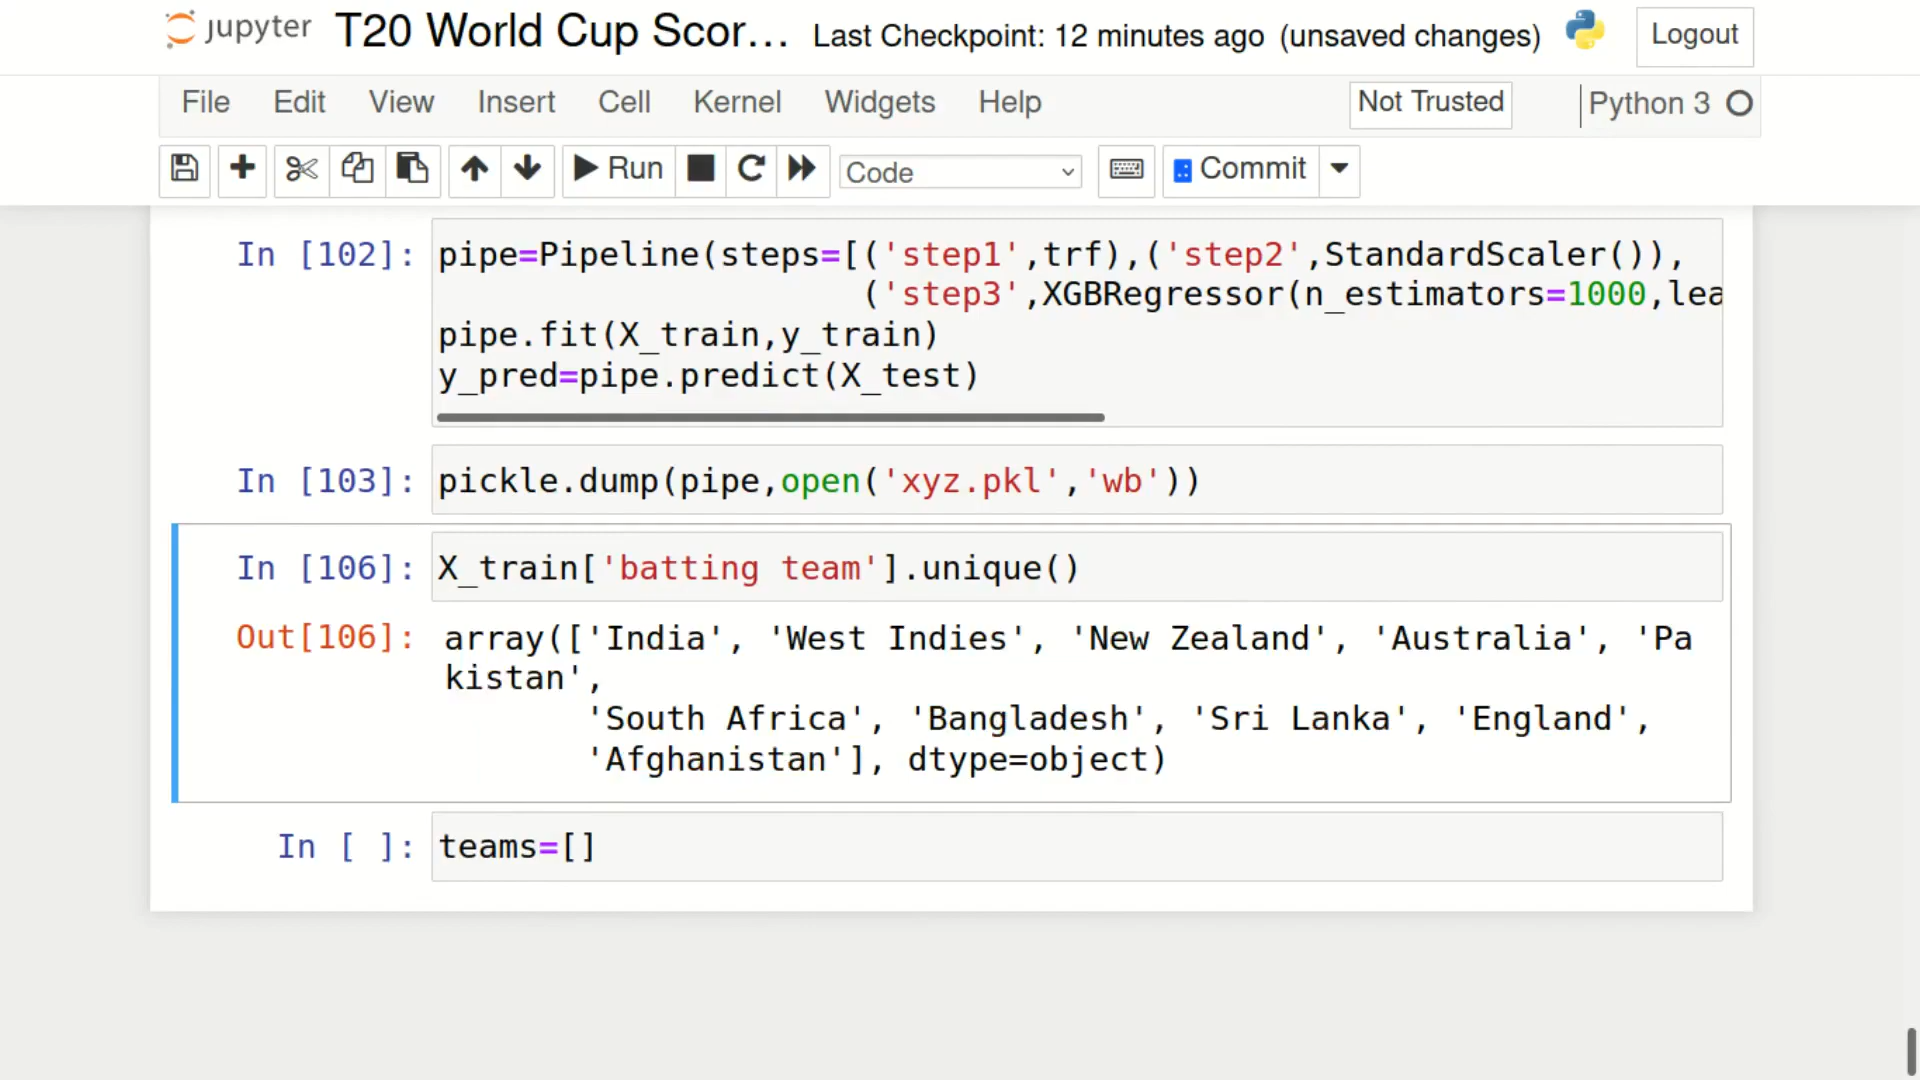 jupyter T20 World Cup Scor... Last Checkpoint: 12 minutes ago (unsaved changes) Logout
File Edit View Insert Cell Kernel Widgets Help Not Trusted Python 3
Run Code Commit
In [102]: pipe=Pipeline(steps=[('step1',trf),('step2',StandardScaler()),
('step3',XGBRegressor(n_estimators=1000,lea
pipe.fit(X_train,y_train)
y_pred=pipe.predict(X_test)
In [103]: pickle.dump(pipe,open('xyz.pkl','wb'))
In [106]: X_train['batting team'].unique()
Out[106]: array(['India', 'West Indies', 'New Zealand', 'Australia', 'Pa
kistan',
'South Africa', 'Bangladesh', 'Sri Lanka', 'England',
'Afghanistan'], dtype=object)
In [ ]: teams=[]